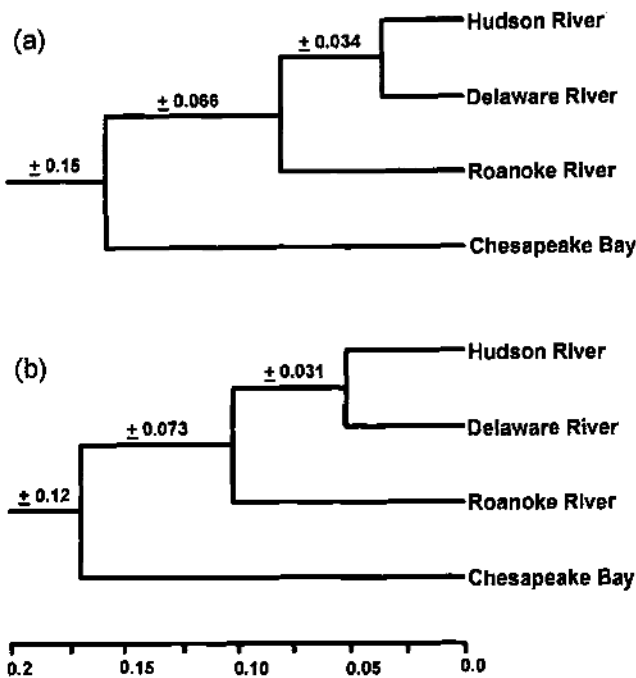 (a)
± 0.034
Hudson River
Delaware River
± 0.066
Roanoke River
± 0.15
Chesapeake Bay
(b)
± 0.031
Hudson River
Delaware River
± 0.073
Roanoke River
± 0.12
Chesapeake Bay
0.2 0.15 0.10 0.05 0.0